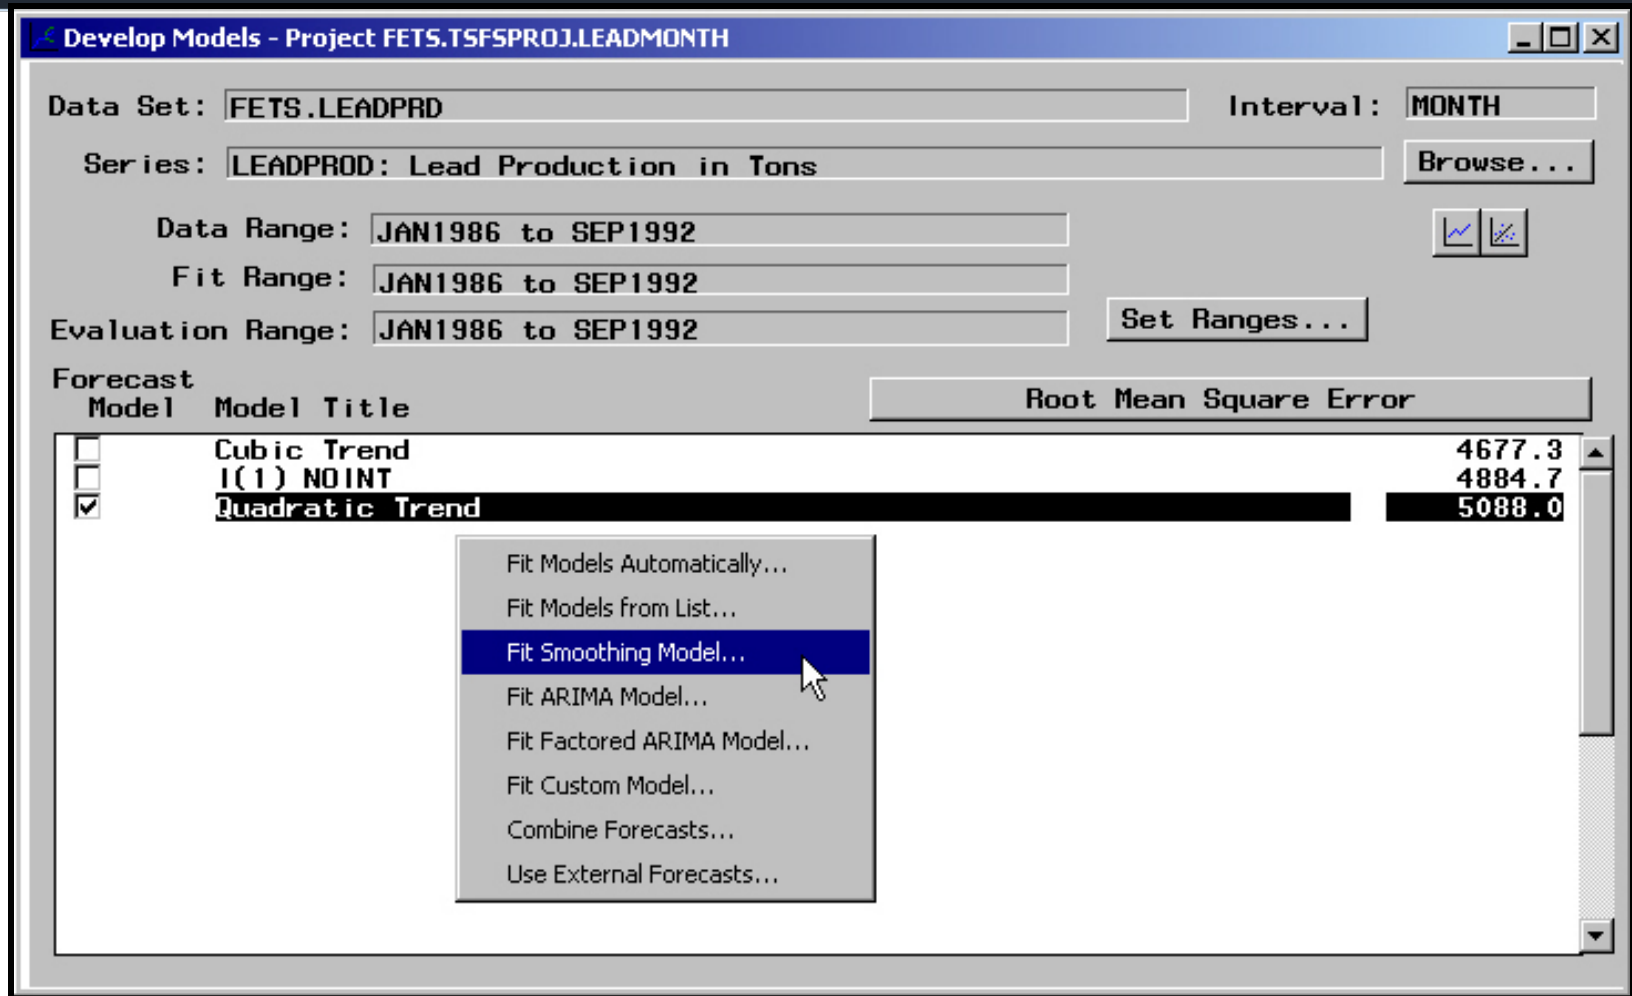 Develop Models - Project FETS.TSFSPROJ.LEADMONTH
Data Set: FETS.LEADPRD Interval: MONTH
Series: LEADPROD: Lead Production in Tons Browse...
Data Range: JAN1986 to SEP1992
Fit Range: JAN1986 to SEP1992
Evaluation Range: JAN1986 to SEP1992 Set Ranges...
Forecast
Model Model Title Root Mean Square Error
Cubic Trend 4677.3
I(1) NOINT 4884.7
Quadratic Trend 5088.0
Fit Models Automatically...
Fit Models from List...
Fit Smoothing Model...
Fit ARIMA Model...
Fit Factored ARIMA Model...
Fit Custom Model...
Combine Forecasts...
Use External Forecasts...